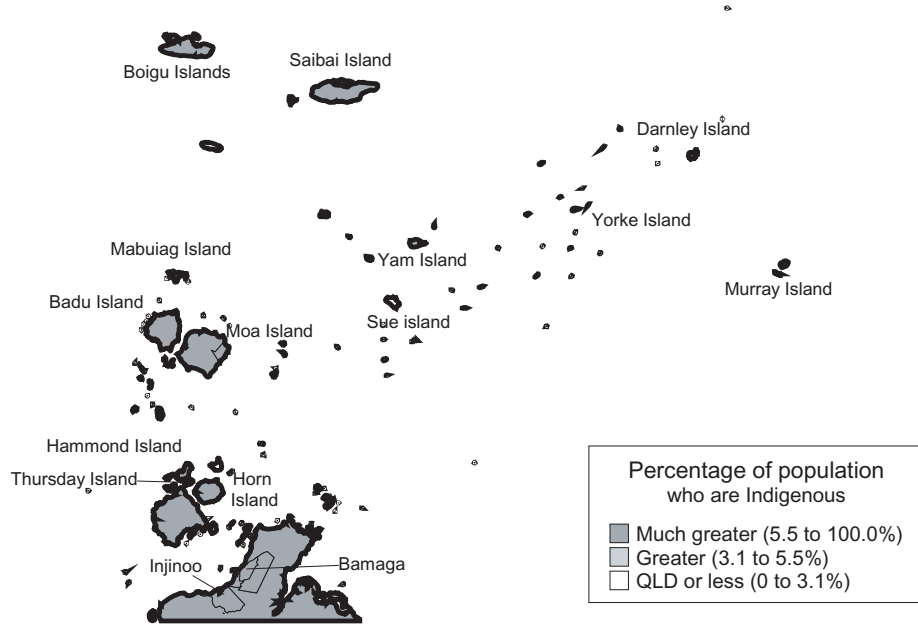 Boigu Islands
Saibai Island
Darnley Island
Yorke Island
Mabuiag Island
Yam Island
Murray Island
Badu Island
Sue island
Moa Island
Hammond Island
Thursday Island
Horn
Island
Injinoo
Bamaga
Percentage of population
who are Indigenous
Much greater (5.5 to 100.0%)
Greater (3.1 to 5.5%)
QLD or less (0 to 3.1%)